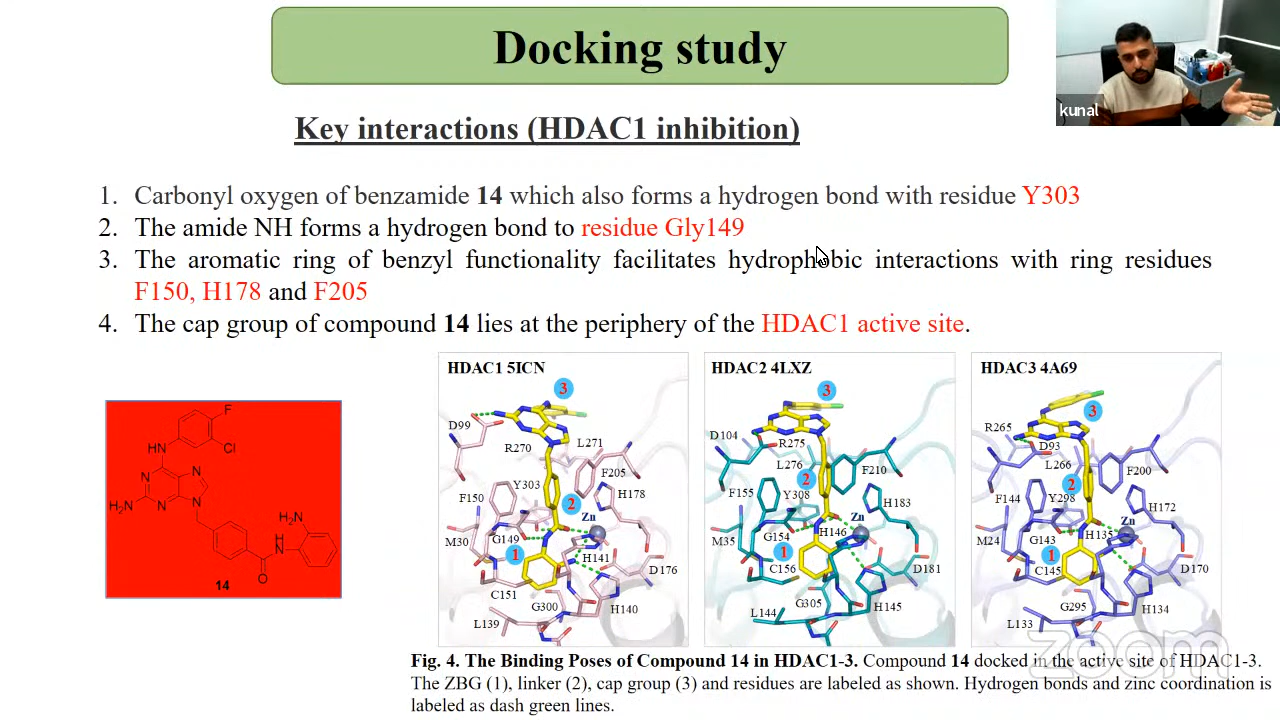 Docking study
kunal
Key interactions (HDAC1 inhibition)
1. Carbonyl oxygen of benzamide 14 which also forms a hydrogen bond with residue Y303
2. The amide NH forms a hydrogen bond to residue Gly149
3. The aromatic ring of benzyl functionality facilitates hydrophobic interactions with ring residues
F150, H178 and F205
4. The cap group of compound 14 lies at the periphery of the HDAC1 active site.
F
Cl
HN
N
N
H₂N
N
N
H₂N
N
H
O
14
HDAC1 5ICN
3
D99
R270
L271
F205
Y303
H178
F150
2
Zn
G149
M30
1
H141
D176
C151
G300
H140
L139
HDAC2 4LXZ
3
D104
R275
L276
F210
2
F155
Y308
H183
Zn
G154
H146
M35
1
C156
D181
G305
H145
L144
HDAC3 4A69
3
R265
D93
L266
F200
2
F144
Y298
H172
Zn
G143
H135
M24
1
C145
D170
G295
H134
L133
zoom
Fig. 4. The Binding Poses of Compound 14 in HDAC1-3. Compound 14 docked in the active site of HDAC1-3.
The ZBG (1), linker (2), cap group (3) and residues are labeled as shown. Hydrogen bonds and zinc coordination is
labeled as dash green lines.